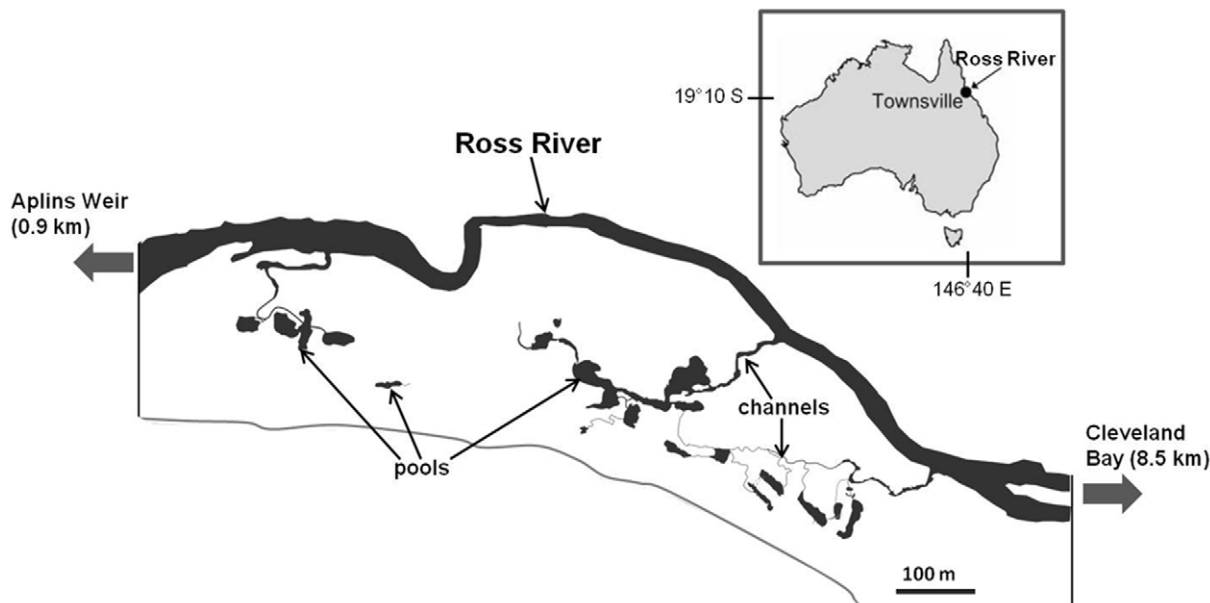 Ross River
19°10 S
Townsville
146°40 E
Ross River
Aplins Weir
(0.9 km)
channels
pools
Cleveland
Bay (8.5 km)
100 m